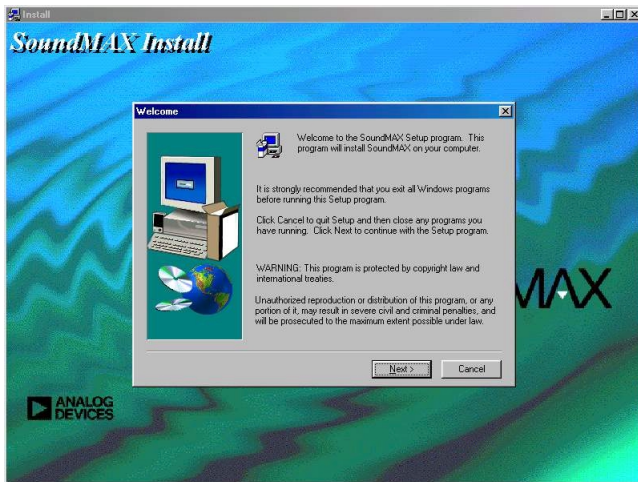 Install
SoundMAX Install
Welcome
Welcome to the SoundMAX Setup program. This
program will install SoundMAX on your computer.
It is strongly recommended that you exit all Windows programs
before running this Setup program.
Click Cancel to quit Setup and then close any programs you
have running. Click Next to continue with the Setup program.
WARNING: This program is protected by copyright law and
international treaties.
Unauthorized reproduction or distribution of this program, or any
portion of it, may result in severe civil and criminal penalties, and
will be prosecuted to the maximum extent possible under law.
MAX
Next > Cancel
ANALOG
DEVICES